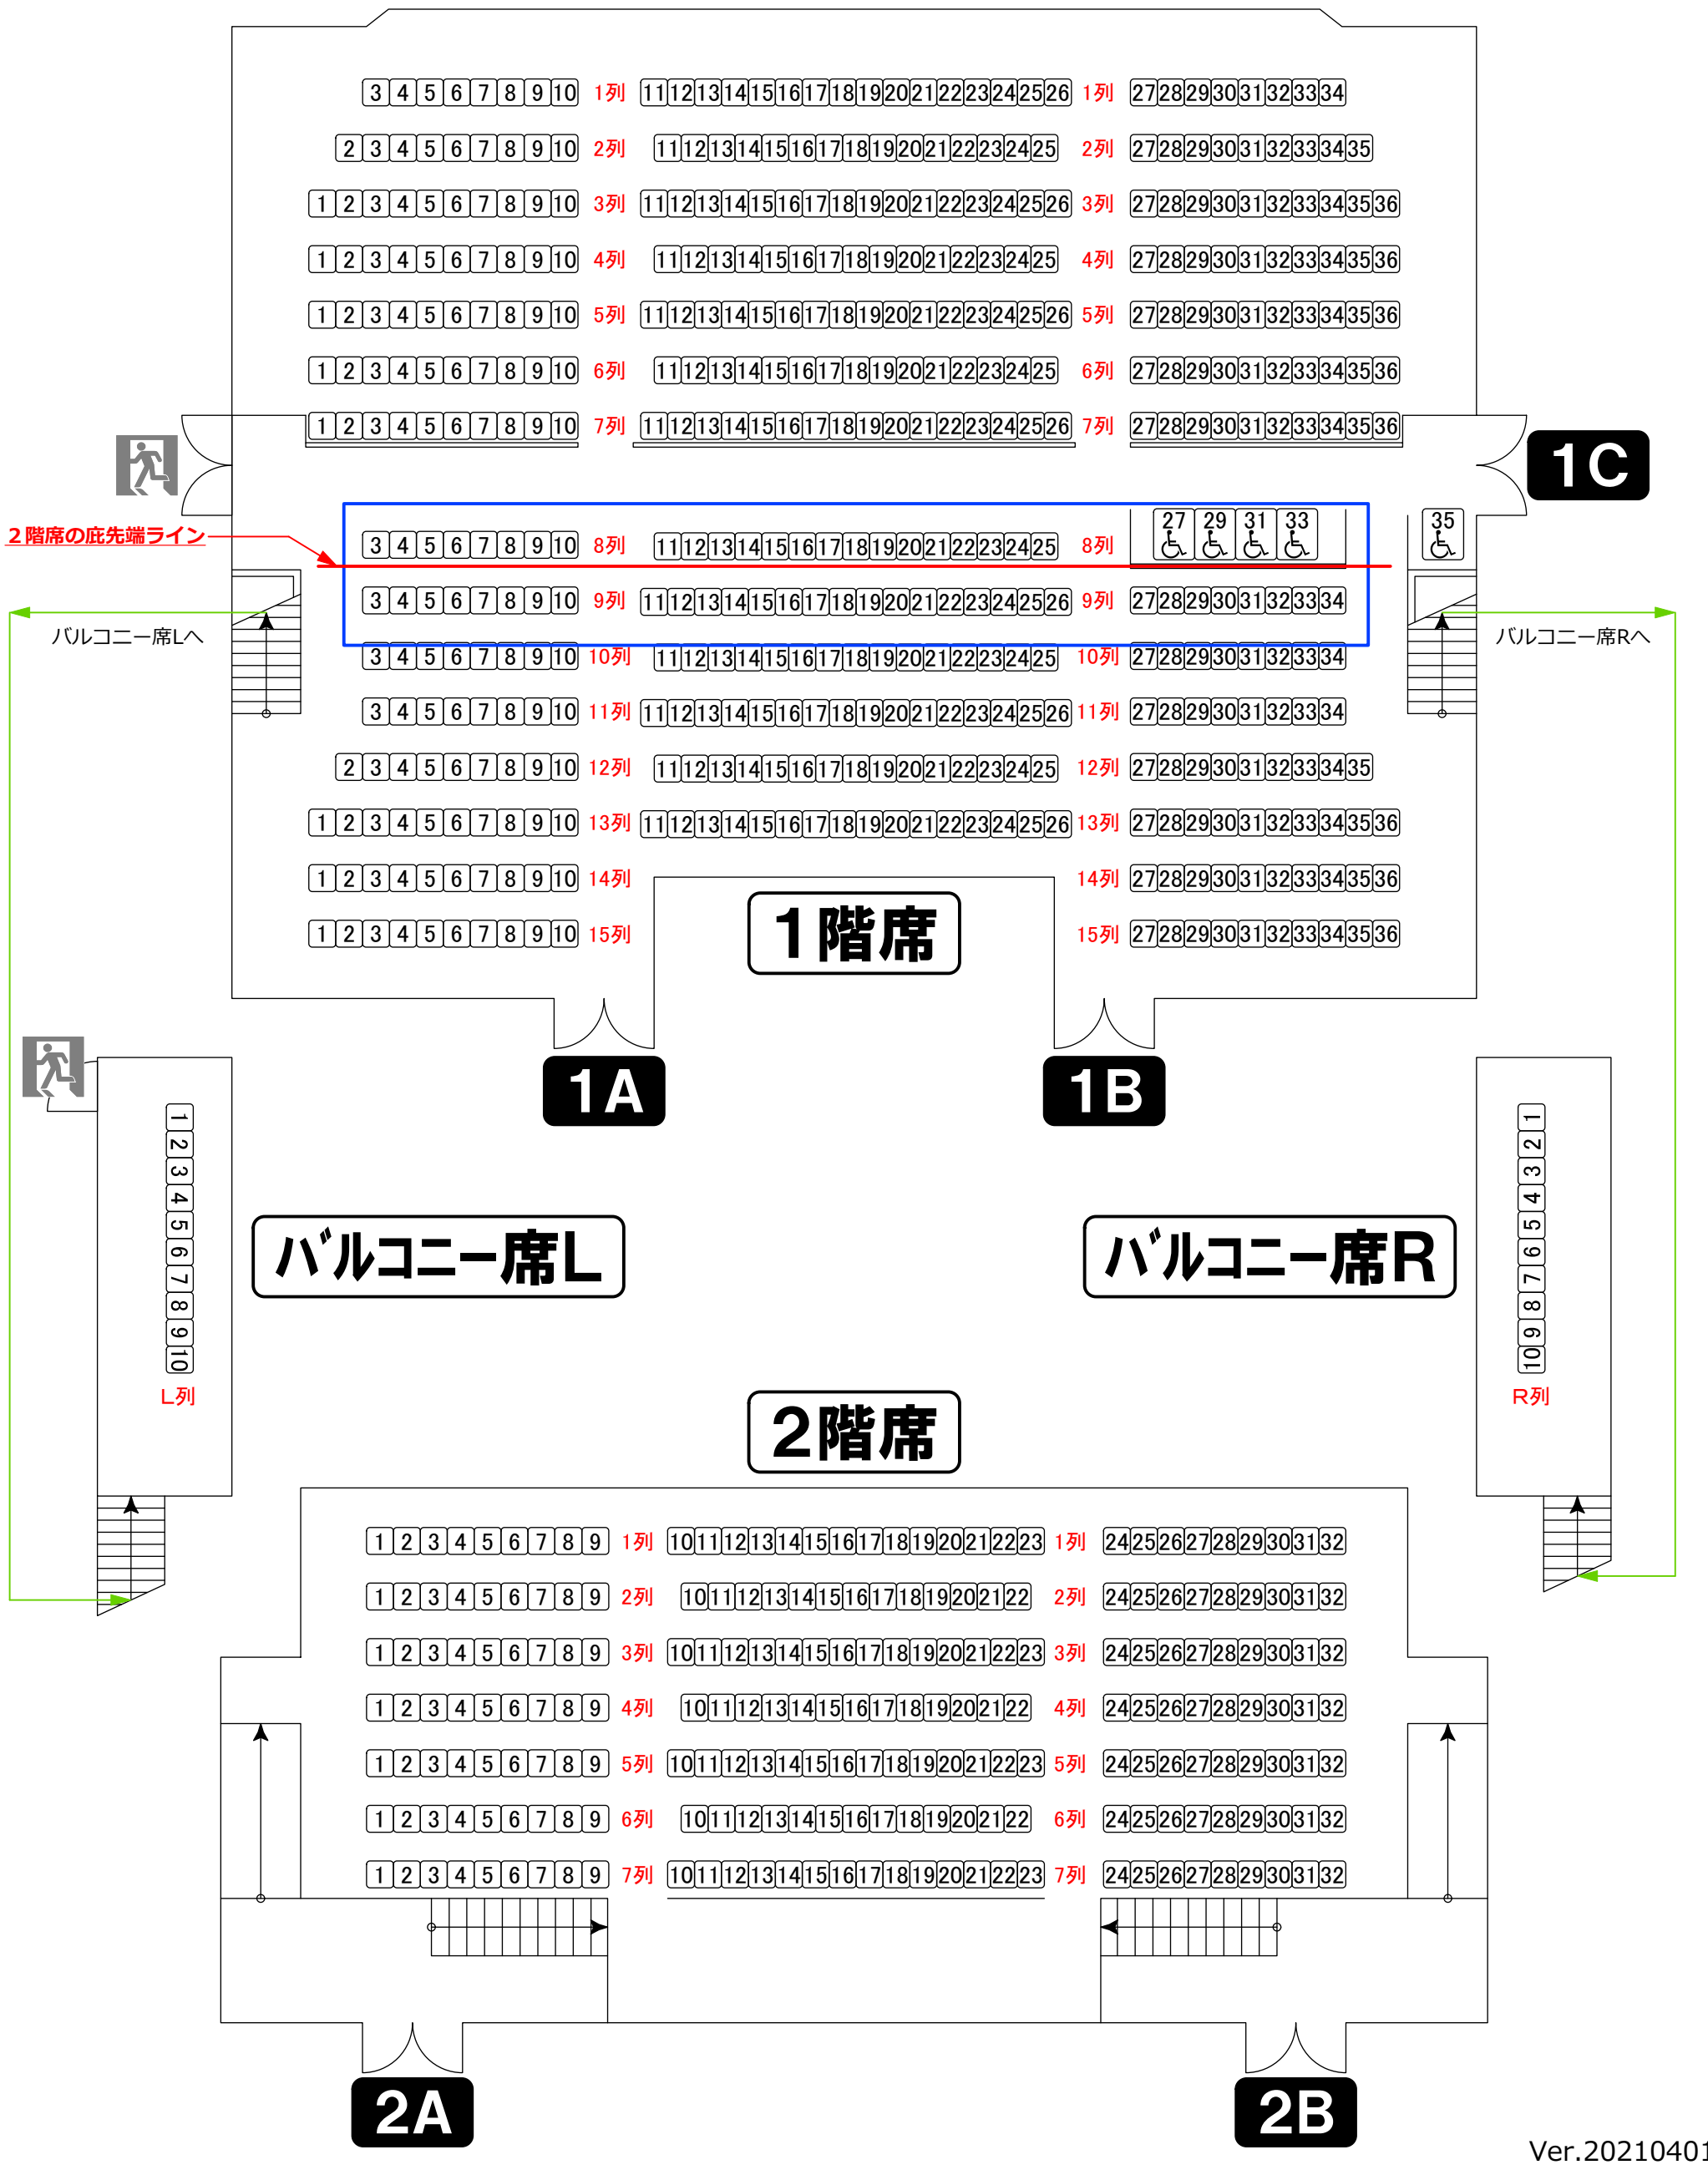 3 4 5 6 7 8 9 10 1列 11 12 13 14 15 16 17 18 19 20 21 22 23 24 25 26 1列 27 28 29 30 31 32 33 34
2 3 4 5 6 7 8 9 10 2列 11 12 13 14 15 16 17 18 19 20 21 22 23 24 25 2列 27 28 29 30 31 32 33 34 35
1 2 3 4 5 6 7 8 9 10 3列 11 12 13 14 15 16 17 18 19 20 21 22 23 24 25 26 3列 27 28 29 30 31 32 33 34 35 36
1 2 3 4 5 6 7 8 9 10 4列 11 12 13 14 15 16 17 18 19 20 21 22 23 24 25 4列 27 28 29 30 31 32 33 34 35 36
1 2 3 4 5 6 7 8 9 10 5列 11 12 13 14 15 16 17 18 19 20 21 22 23 24 25 26 5列 27 28 29 30 31 32 33 34 35 36
1 2 3 4 5 6 7 8 9 10 6列 11 12 13 14 15 16 17 18 19 20 21 22 23 24 25 6列 27 28 29 30 31 32 33 34 35 36
1 2 3 4 5 6 7 8 9 10 7列 11 12 13 14 15 16 17 18 19 20 21 22 23 24 25 26 7列 27 28 29 30 31 32 33 34 35 36
1C
2階席の庇先端ライン
3 4 5 6 7 8 9 10 8列 11 12 13 14 15 16 17 18 19 20 21 22 23 24 25 8列 27 29 31 33 35
3 4 5 6 7 8 9 10 9列 11 12 13 14 15 16 17 18 19 20 21 22 23 24 25 26 9列 27 28 29 30 31 32 33 34
バルコニー席Lへ
バルコニー席Rへ
3 4 5 6 7 8 9 10 10列 11 12 13 14 15 16 17 18 19 20 21 22 23 24 25 10列 27 28 29 30 31 32 33 34
3 4 5 6 7 8 9 10 11列 11 12 13 14 15 16 17 18 19 20 21 22 23 24 25 26 11列 27 28 29 30 31 32 33 34
2 3 4 5 6 7 8 9 10 12列 11 12 13 14 15 16 17 18 19 20 21 22 23 24 25 12列 27 28 29 30 31 32 33 34 35
1 2 3 4 5 6 7 8 9 10 13列 11 12 13 14 15 16 17 18 19 20 21 22 23 24 25 26 13列 27 28 29 30 31 32 33 34 35 36
1 2 3 4 5 6 7 8 9 10 14列 14列 27 28 29 30 31 32 33 34 35 36
1 2 3 4 5 6 7 8 9 10 15列 15列 27 28 29 30 31 32 33 34 35 36
1階席
1A
1B
1 2 3 4 5 6 7 8 9 10
L列
バルコニー席L
バルコニー席R
1 2 3 4 5 6 7 8 9 10
R列
2階席
1 2 3 4 5 6 7 8 9 1列 10 11 12 13 14 15 16 17 18 19 20 21 22 23 1列 24 25 26 27 28 29 30 31 32
1 2 3 4 5 6 7 8 9 2列 10 11 12 13 14 15 16 17 18 19 20 21 22 2列 24 25 26 27 28 29 30 31 32
1 2 3 4 5 6 7 8 9 3列 10 11 12 13 14 15 16 17 18 19 20 21 22 23 3列 24 25 26 27 28 29 30 31 32
1 2 3 4 5 6 7 8 9 4列 10 11 12 13 14 15 16 17 18 19 20 21 22 4列 24 25 26 27 28 29 30 31 32
1 2 3 4 5 6 7 8 9 5列 10 11 12 13 14 15 16 17 18 19 20 21 22 23 5列 24 25 26 27 28 29 30 31 32
1 2 3 4 5 6 7 8 9 6列 10 11 12 13 14 15 16 17 18 19 20 21 22 6列 24 25 26 27 28 29 30 31 32
1 2 3 4 5 6 7 8 9 7列 10 11 12 13 14 15 16 17 18 19 20 21 22 23 7列 24 25 26 27 28 29 30 31 32
2A
2B
Ver.20210401